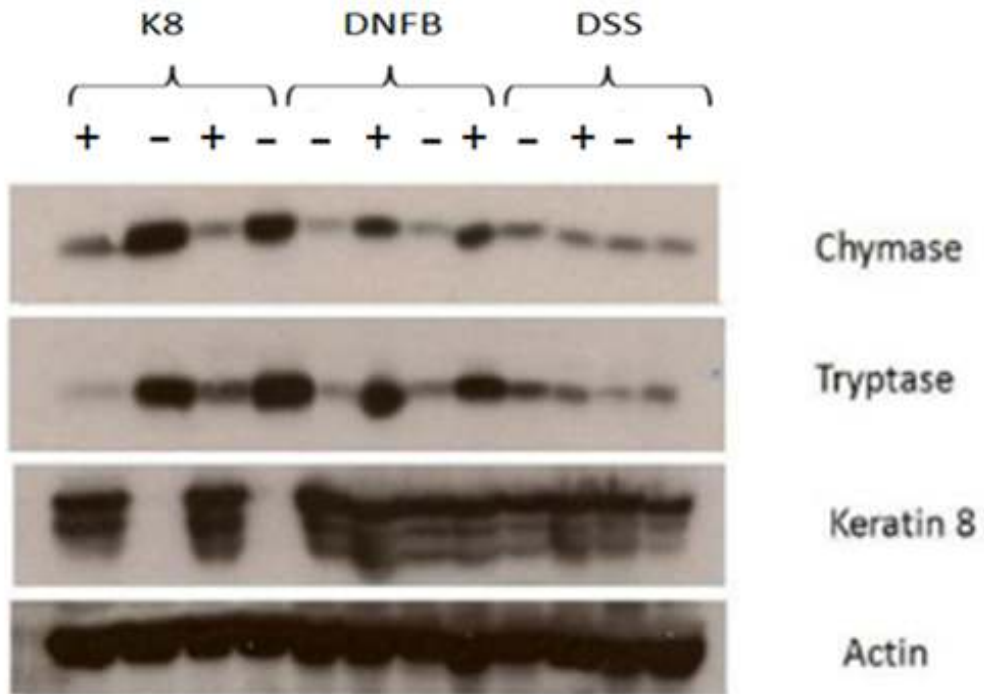 K8 DNFB DSS
+ – + – – + – + – + – +
Chymase
Tryptase
Keratin 8
Actin